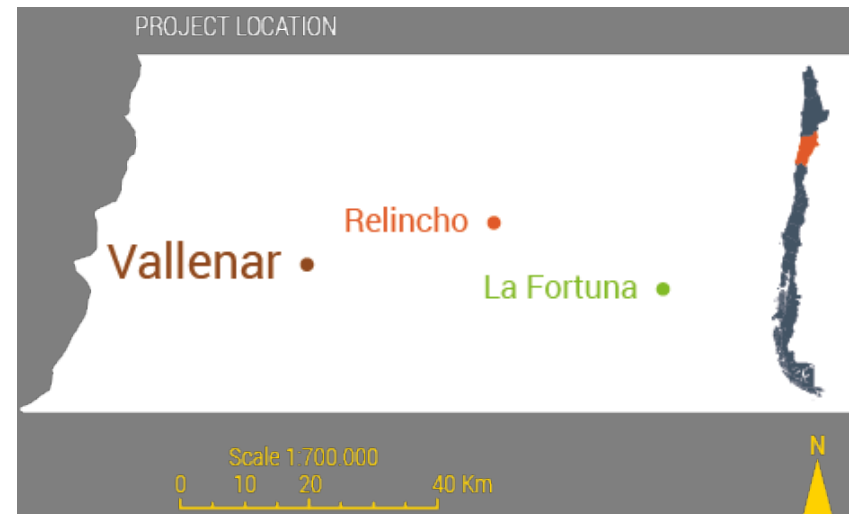 PROJECT LOCATION
Relincho
Vallenar
La Fortuna
Scale 1:700 000
0 10 20 40 Km
N